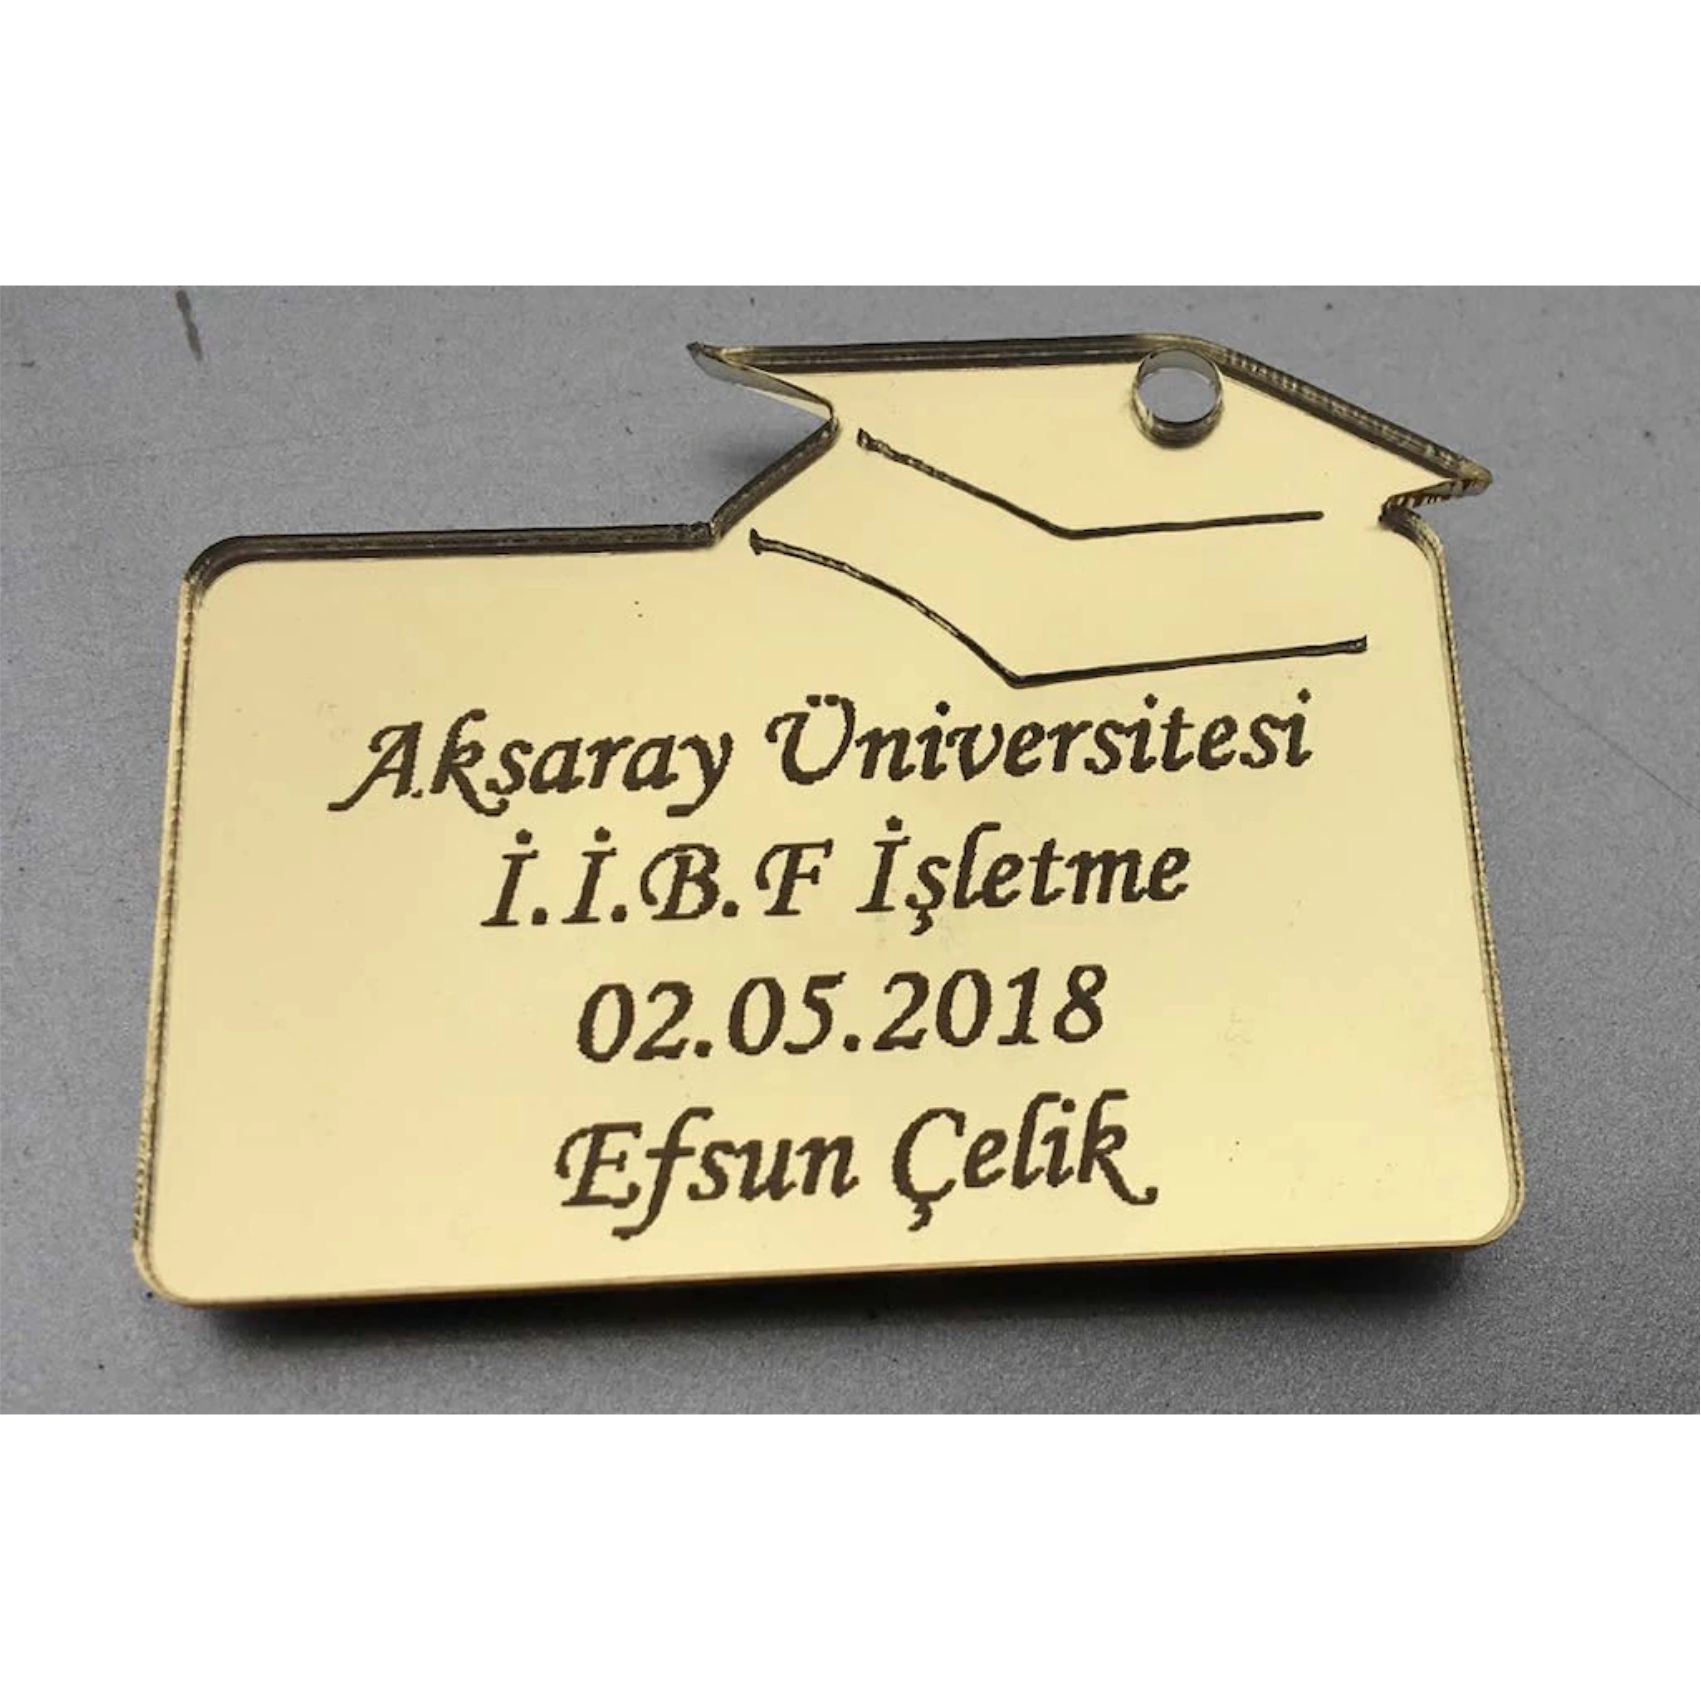 Aksaray Üniversitesi
İ.İ.B.F İşletme
02.05.2018
Efsun Çelik